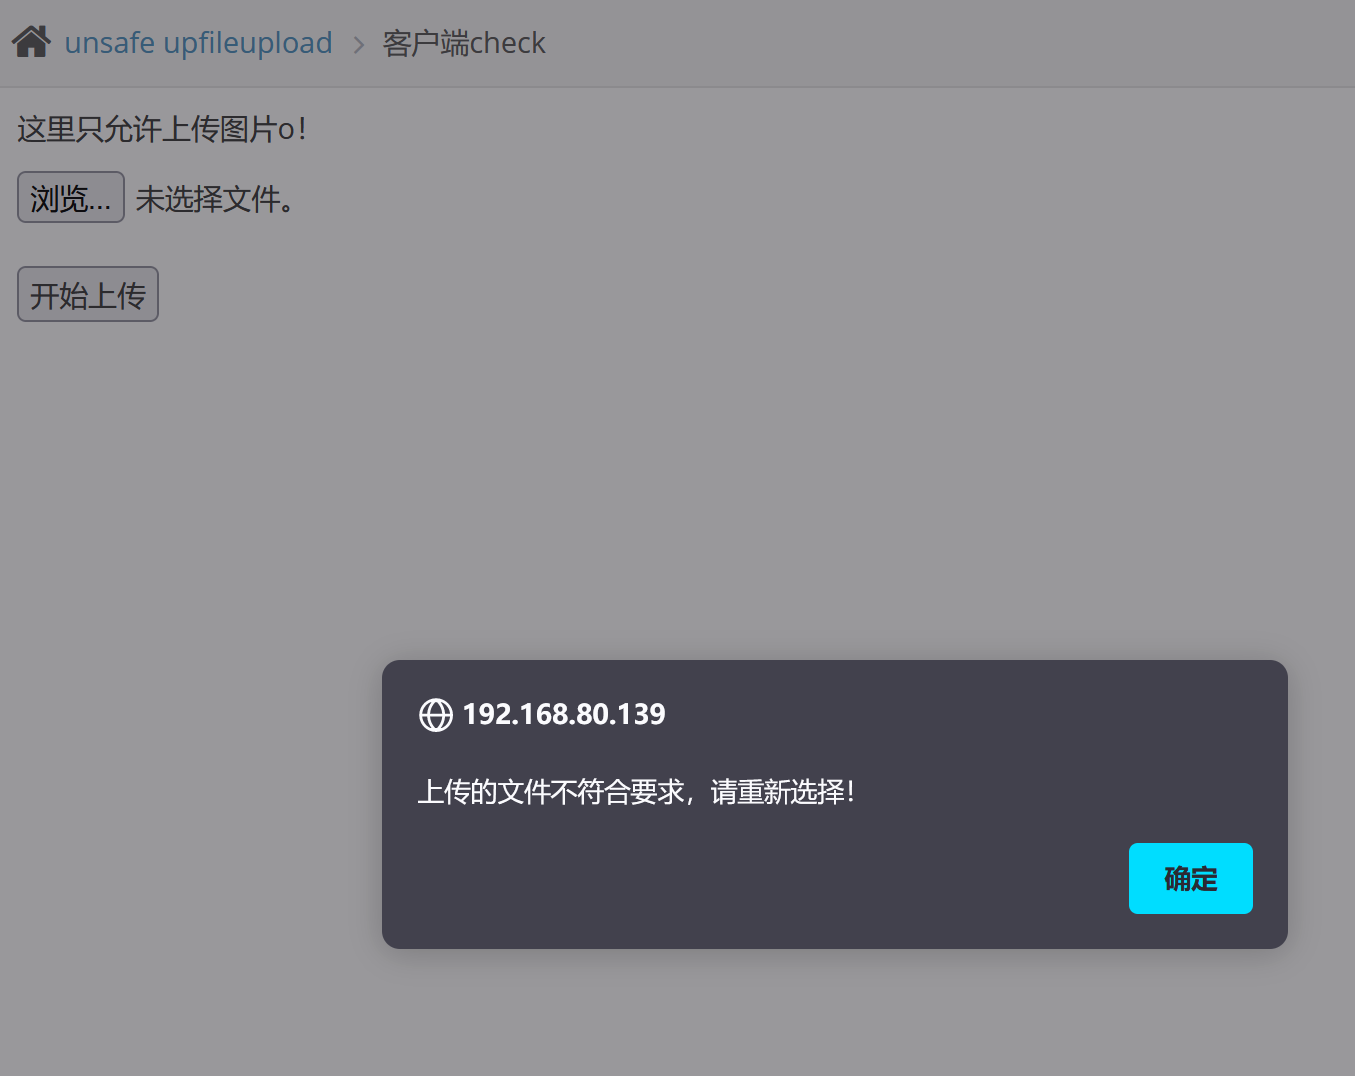 unsafe upfileupload > 客户端check
这里只允许上传图片o!
浏览... 未选择文件。
开始上传
192.168.80.139
上传的文件不符合要求，请重新选择！
确定